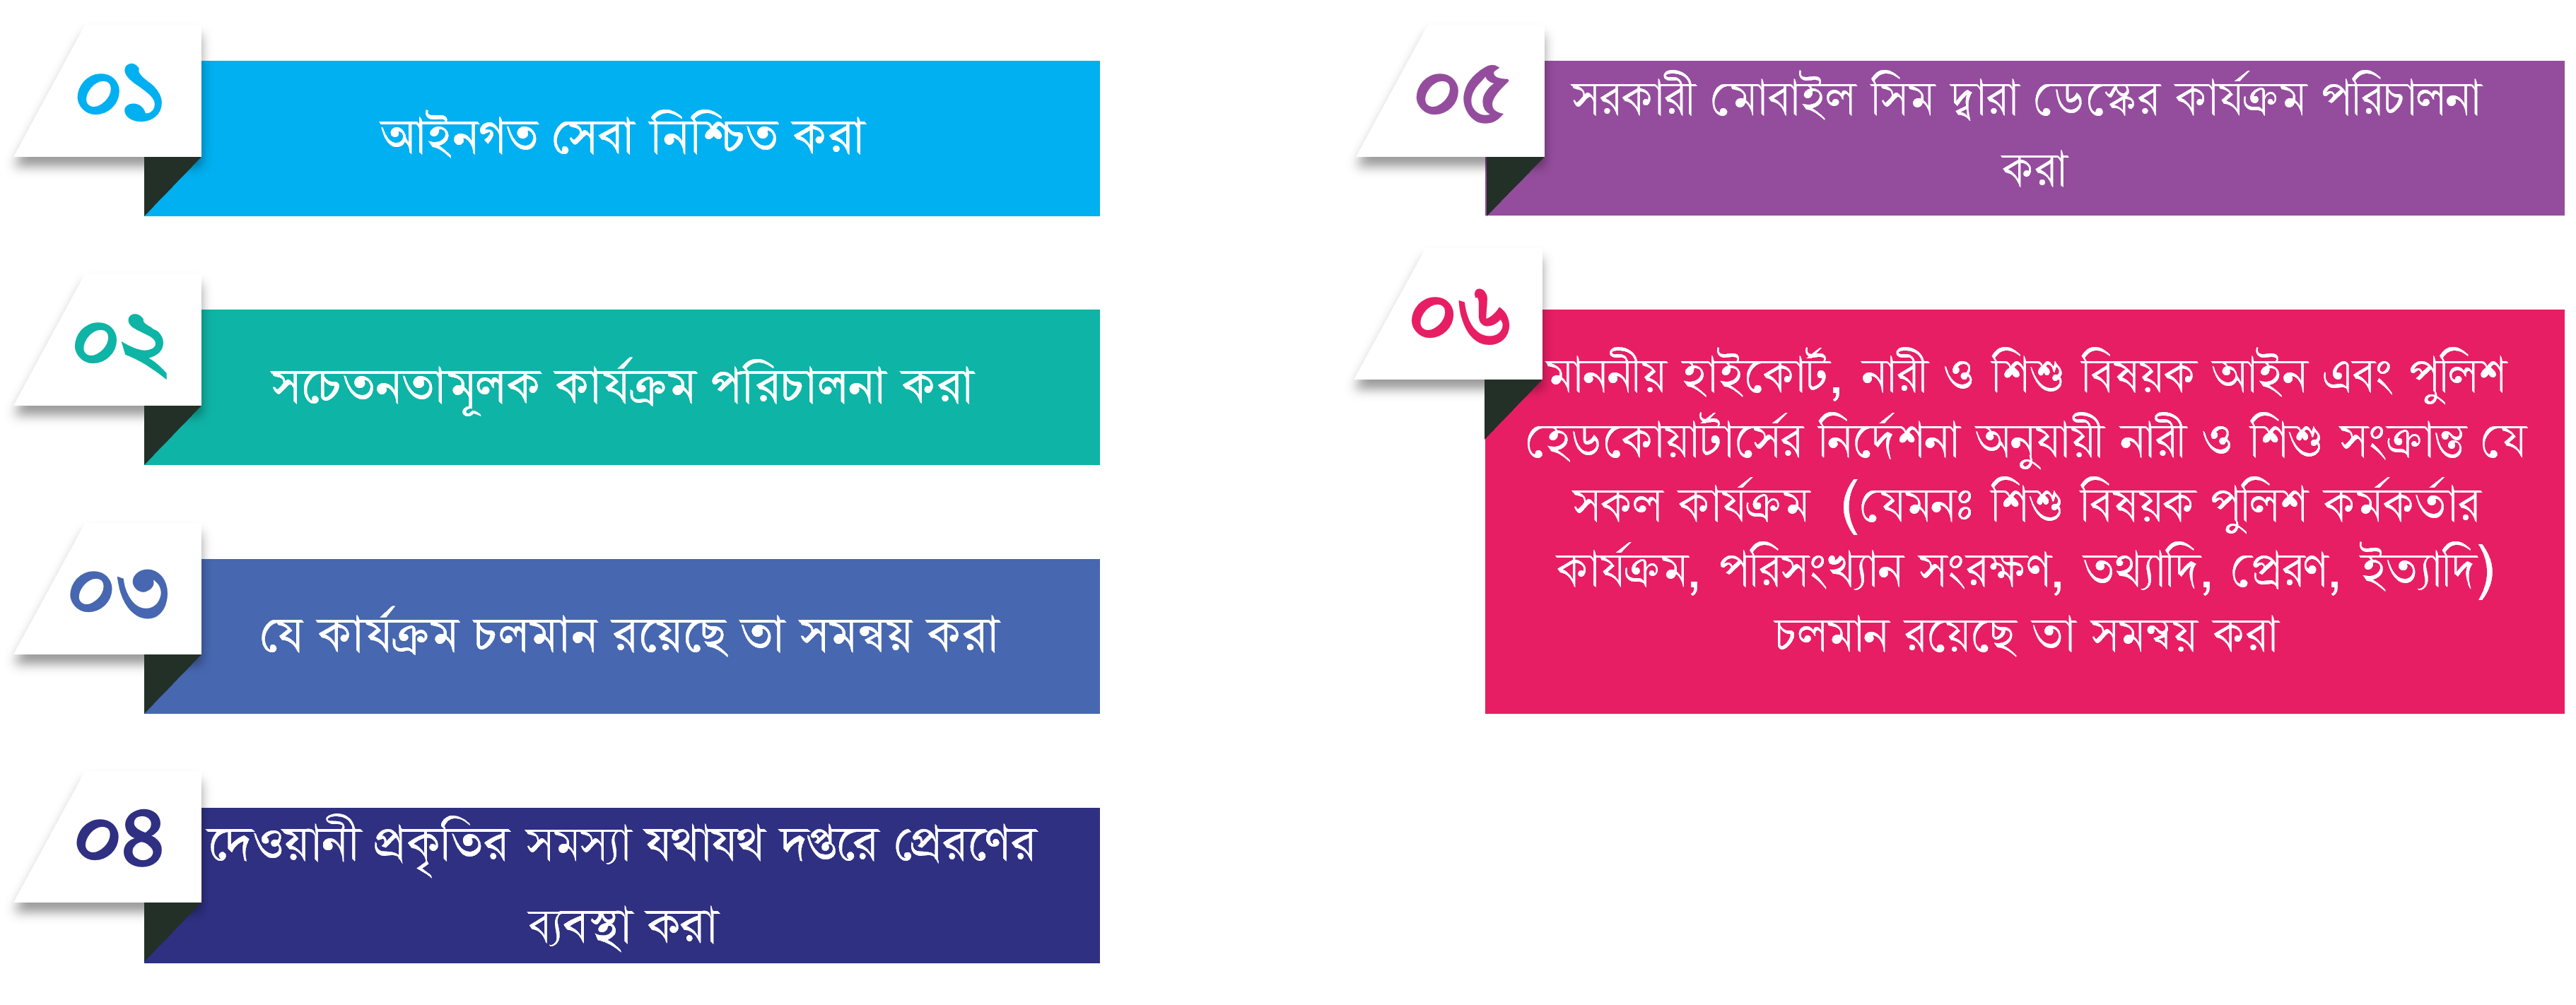 ০১
আইনগত সেবা নিশ্চিত করা
০২
সচেতনতামূলক কার্যক্রম পরিচালনা করা
০৩
যে কার্যক্রম চলমান রয়েছে তা সমন্বয় করা
০৪
দেওয়ানী প্রকৃতির সমস্যা যথাযথ দপ্তরে প্রেরণের
ব্যবস্থা করা
০৫
সরকারী মোবাইল সিম দ্বারা ডেস্কের কার্যক্রম পরিচালনা
করা
০৬
মাননীয় হাইকোর্ট, নারী ও শিশু বিষয়ক আইন এবং পুলিশ
হেডকোয়ার্টার্সের নির্দেশনা অনুযায়ী নারী ও শিশু সংক্রান্ত যে
সকল কার্যক্রম (যেমনঃ শিশু বিষয়ক পুলিশ কর্মকর্তার
কার্যক্রম, পরিসংখ্যান সংরক্ষণ, তথ্যাদি, প্রেরণ, ইত্যাদি)
চলমান রয়েছে তা সমন্বয় করা